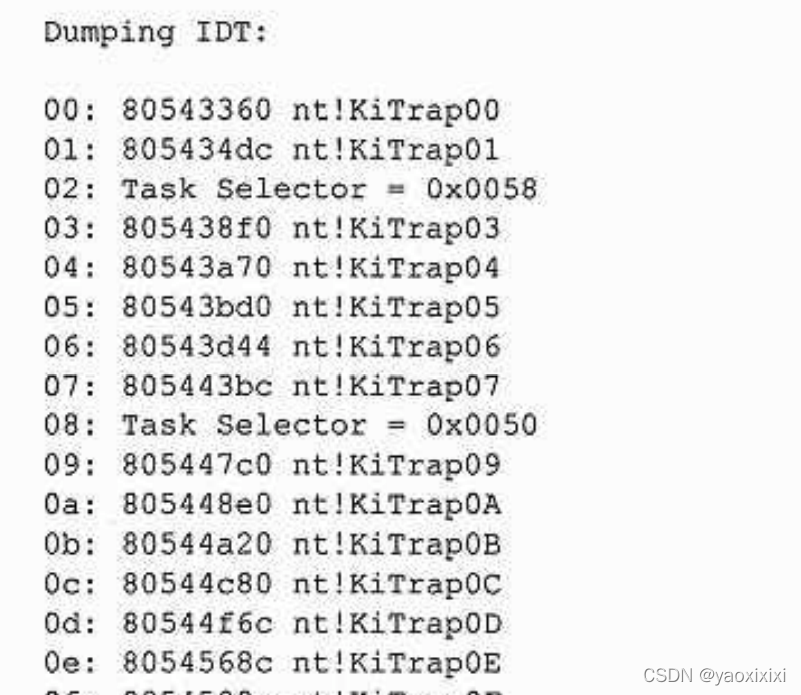 Dumping IDT:
00: 80543360 nt!KiTrap00
01: 805434dc nt!KiTrap01
02: Task Selector = 0x0058
03: 805438f0 nt!KiTrap03
04: 80543a70 nt!KiTrap04
05: 80543bd0 nt!KiTrap05
06: 80543d44 nt!KiTrap06
07: 805443bc nt!KiTrap07
08: Task Selector = 0x0050
09: 805447c0 nt!KiTrap09
0a: 805448e0 nt!KiTrap0A
0b: 80544a20 nt!KiTrap0B
0c: 80544c80 nt!KiTrap0C
0d: 80544f6c nt!KiTrap0D
0e: 8054568c nt!KiTrap0E
CSDN @yaoxixixi